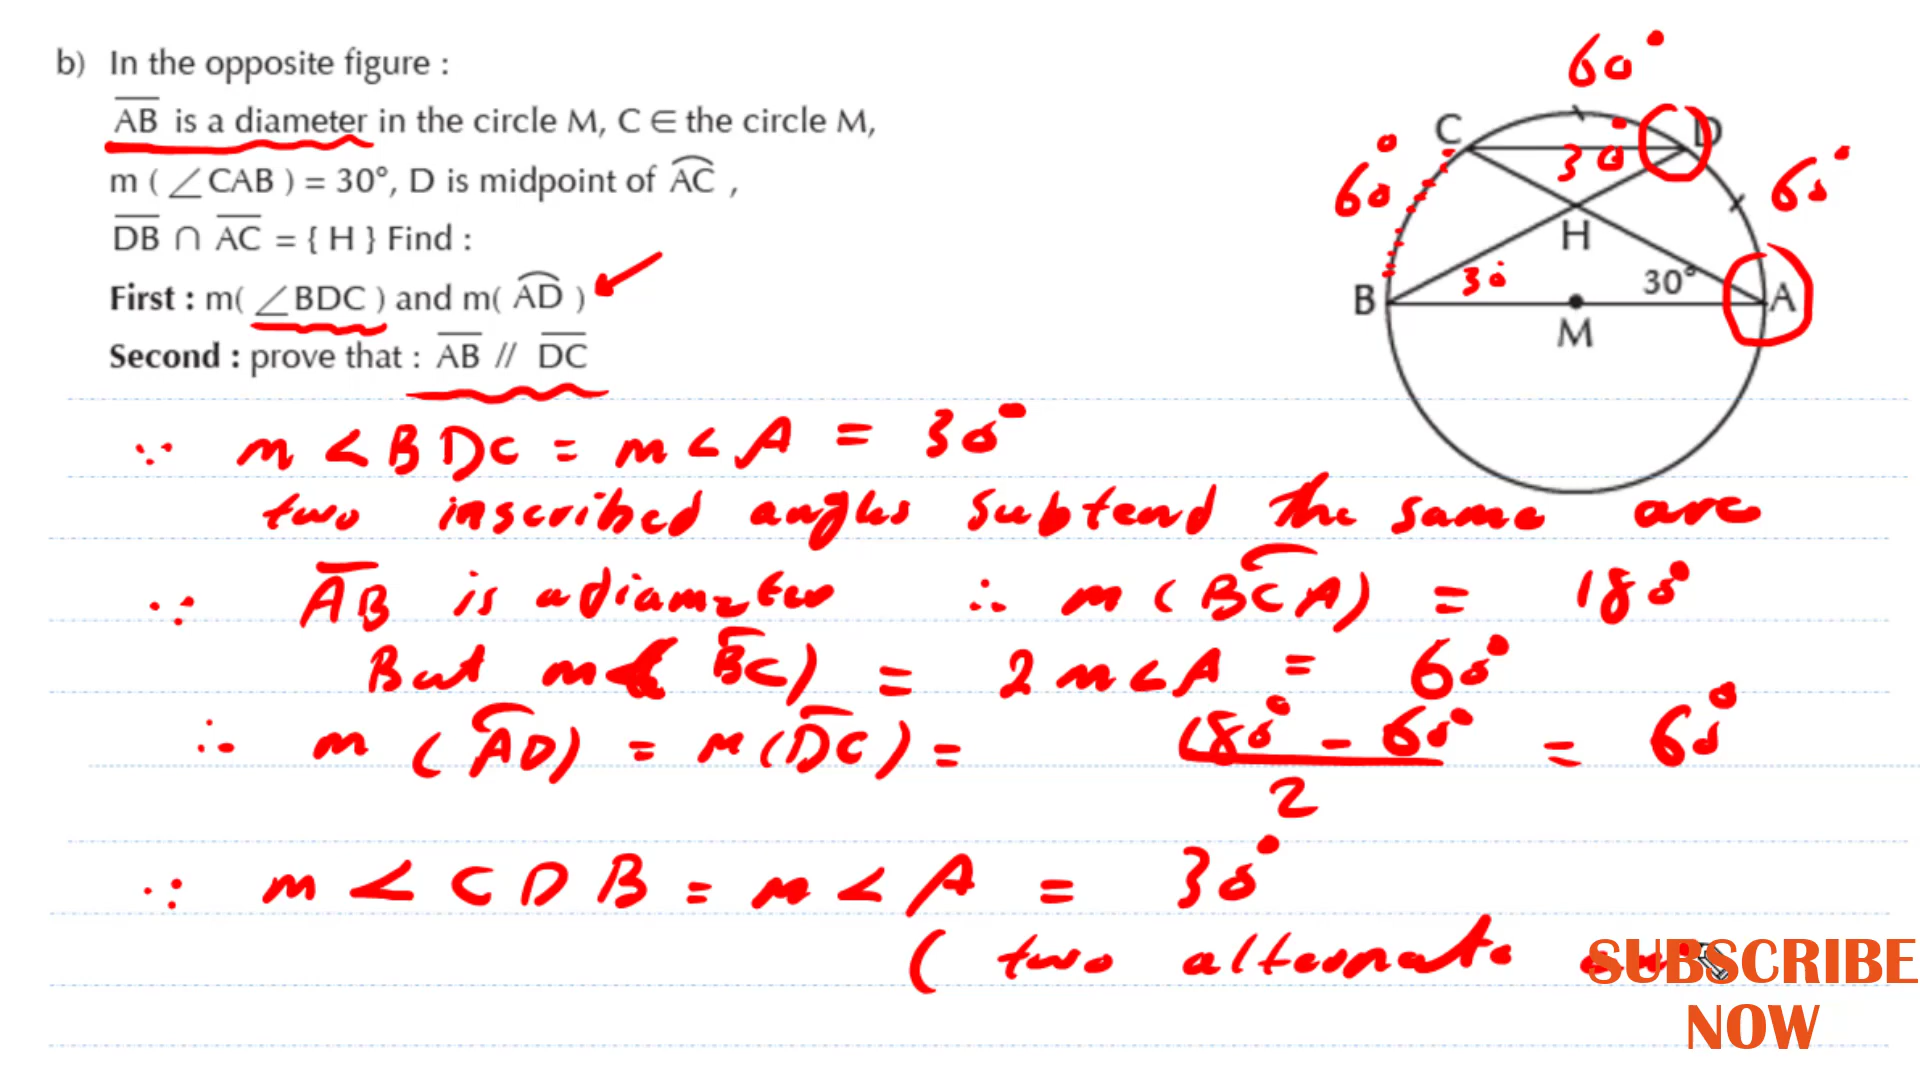 b) In the opposite figure :
AB is a diameter in the circle M, C ∈ the circle M,
m ( ∠CAB ) = 30°, D is midpoint of AC ,
DB ∩ AC = { H } Find :
First : m( ∠BDC ) and m( AD )
Second : prove that : AB // DC
60°
C
D
30°
60°
60°
H
30
30°
B
A
M
∵ m < BDC = m < A = 30°
two inscribed angles subtend the same arc
∵ AB is a diameter ∴ m ( BCA ) = 180°
But m ( BC ) = 2 m < A = 60°
∴ m ( AD ) = m ( DC ) = 180° - 60° / 2 = 60°
∵ m < CDB = m < A = 30°
( two alternate
SUBSCRIBE
NOW